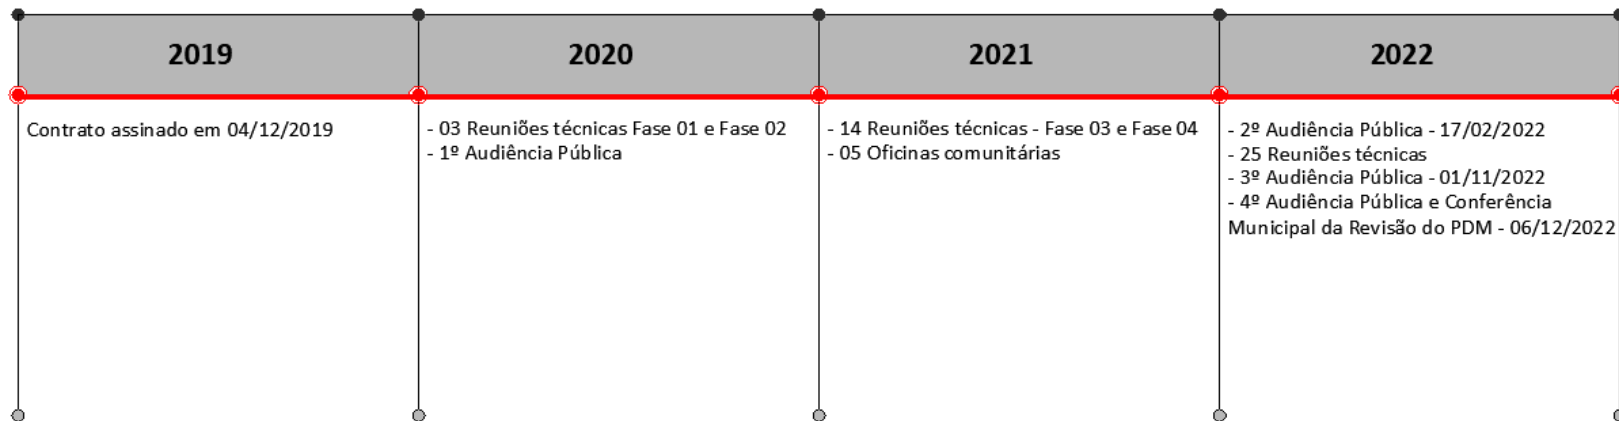 2019
2020
2021
2022
Contrato assinado em 04/12/2019
- 03 Reuniões técnicas Fase 01 e Fase 02
- 1º Audiência Pública
- 14 Reuniões técnicas - Fase 03 e Fase 04
- 05 Oficinas comunitárias
- 2º Audiência Pública - 17/02/2022
- 25 Reuniões técnicas
- 3º Audiência Pública - 01/11/2022
- 4º Audiência Pública e Conferência
Municipal da Revisão do PDM - 06/12/2022